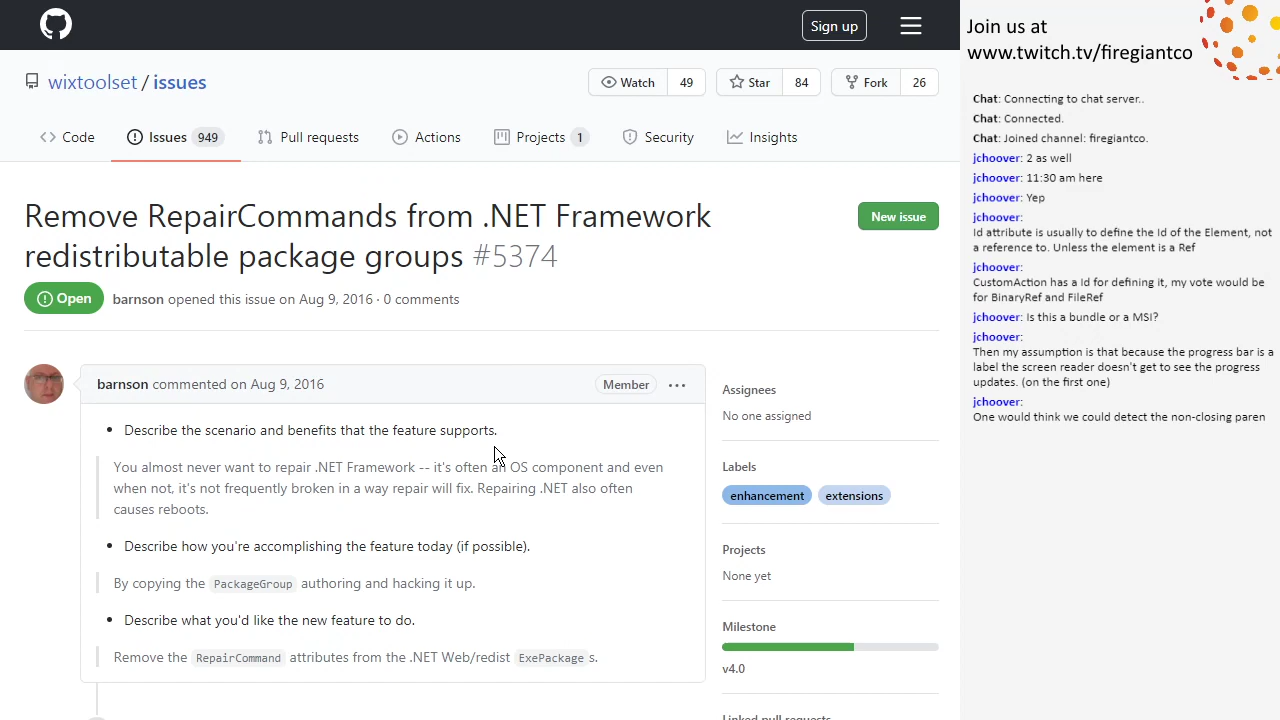 Sign up
wixtoolset / issues
Watch 49
Star 84
Fork 26
Code
Issues 949
Pull requests
Actions
Projects 1
Security
Insights
Remove RepairCommands from .NET Framework
redistributable package groups #5374
New issue
Open barnson opened this issue on Aug 9, 2016 · 0 comments
barnson commented on Aug 9, 2016
Member
Describe the scenario and benefits that the feature supports.
You almost never want to repair .NET Framework -- it's often an OS component and even
when not, it's not frequently broken in a way repair will fix. Repairing .NET also often
causes reboots.
Describe how you're accomplishing the feature today (if possible).
By copying the PackageGroup authoring and hacking it up.
Describe what you'd like the new feature to do.
Remove the RepairCommand attributes from the .NET Web/redist ExePackage s.
Assignees
No one assigned
Labels
enhancement extensions
Projects
None yet
Milestone
v4.0
Linked pull requests
Join us at
www.twitch.tv/firegiantco
Chat: Connecting to chat server..
Chat: Connected.
Chat: Joined channel: firegiantco.
jchoover: 2 as well
jchoover: 11:30 am here
jchoover: Yep
jchoover:
Id attribute is usually to define the Id of the Element, not
a reference to. Unless the element is a Ref
jchoover:
CustomAction has a Id for defining it, my vote would be
for BinaryRef and FileRef
jchoover: Is this a bundle or a MSI?
jchoover:
Then my assumption is that because the progress bar is a
label the screen reader doesn't get to see the progress
updates. (on the first one)
jchoover:
One would think we could detect the non-closing paren